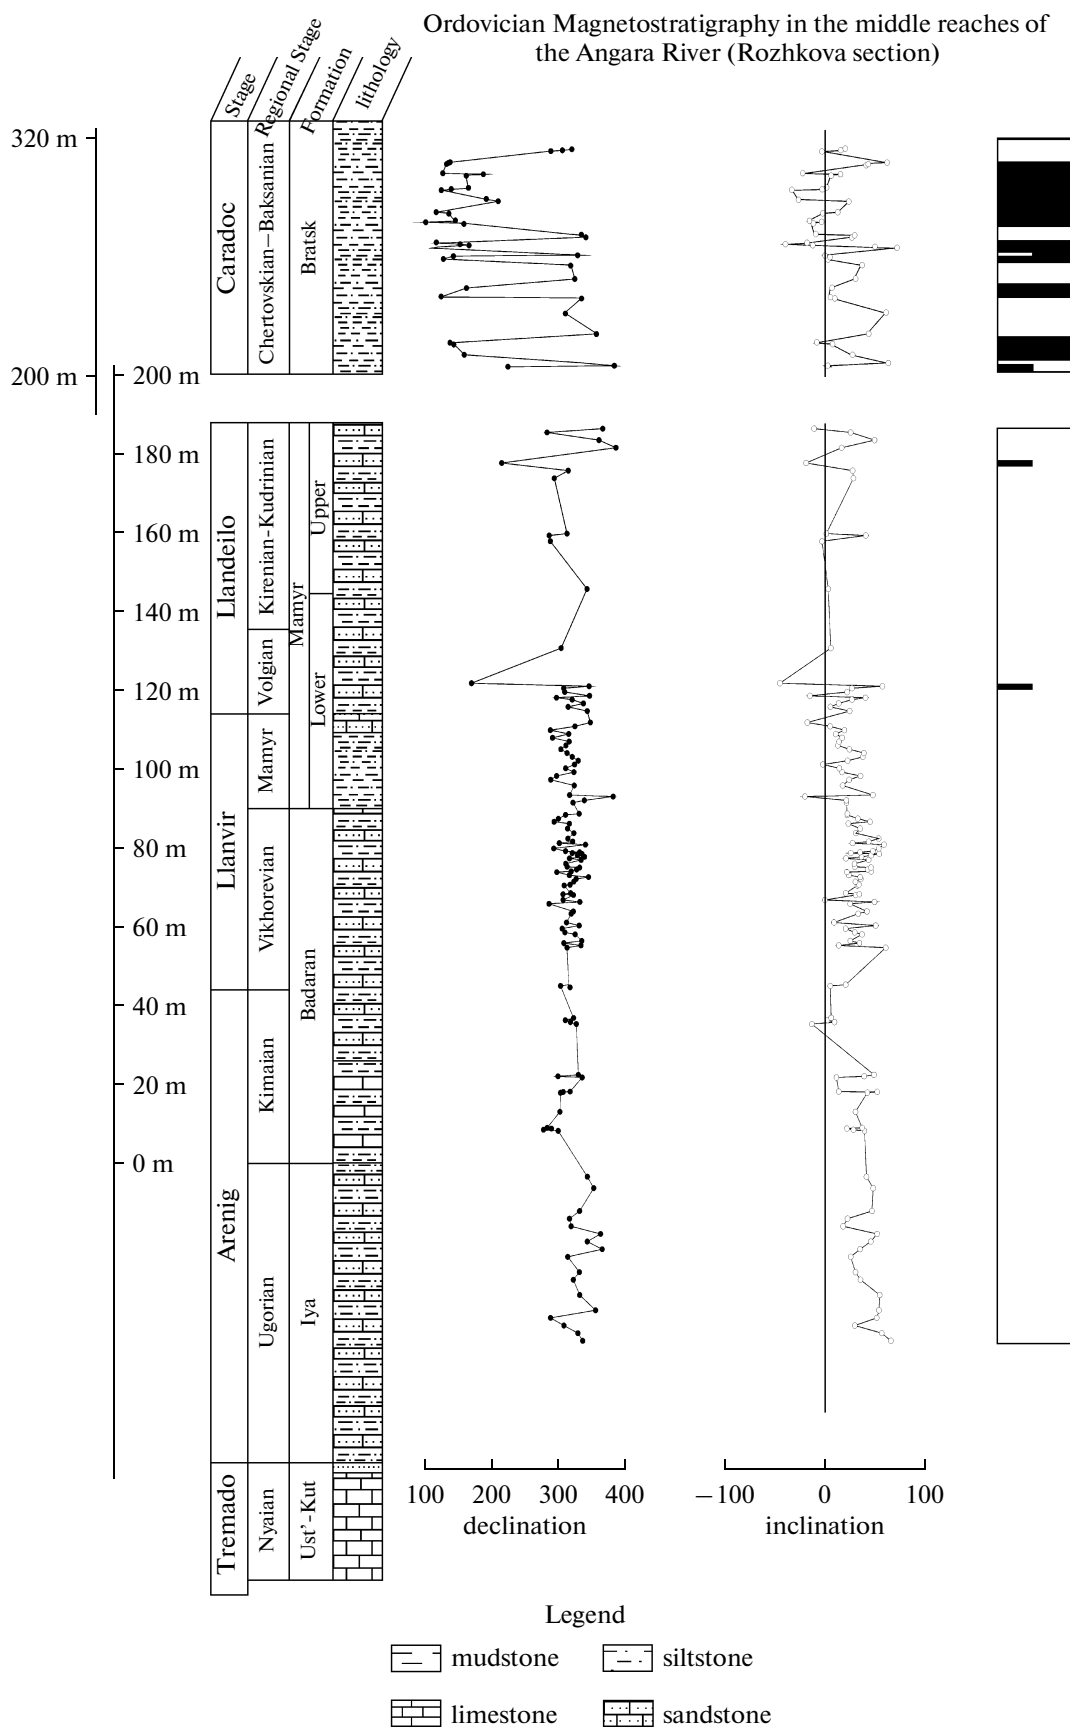 Ordovician Magnetostratigraphy in the middle reaches of
the Angara River (Rozhkova section)
Stage
Regional Stage
Formation
lithology
320 m
200 m
200 m
180 m
160 m
140 m
120 m
100 m
80 m
60 m
40 m
20 m
0 m
Caradoc
Chertovskian–Baksanian
Bratsk
Llandeilo
Kirenian-Kudrinian
Upper
Mamyr
Volgian
Lower
Llanvir
Mamyr
Vikhorevian
Badaran
Kimaian
Arenig
Ugorian
Iya
Tremado
Nyaian
Ust'-Kut
100 200 300 400
declination
−100 0 100
inclination
Legend
mudstone
siltstone
limestone
sandstone